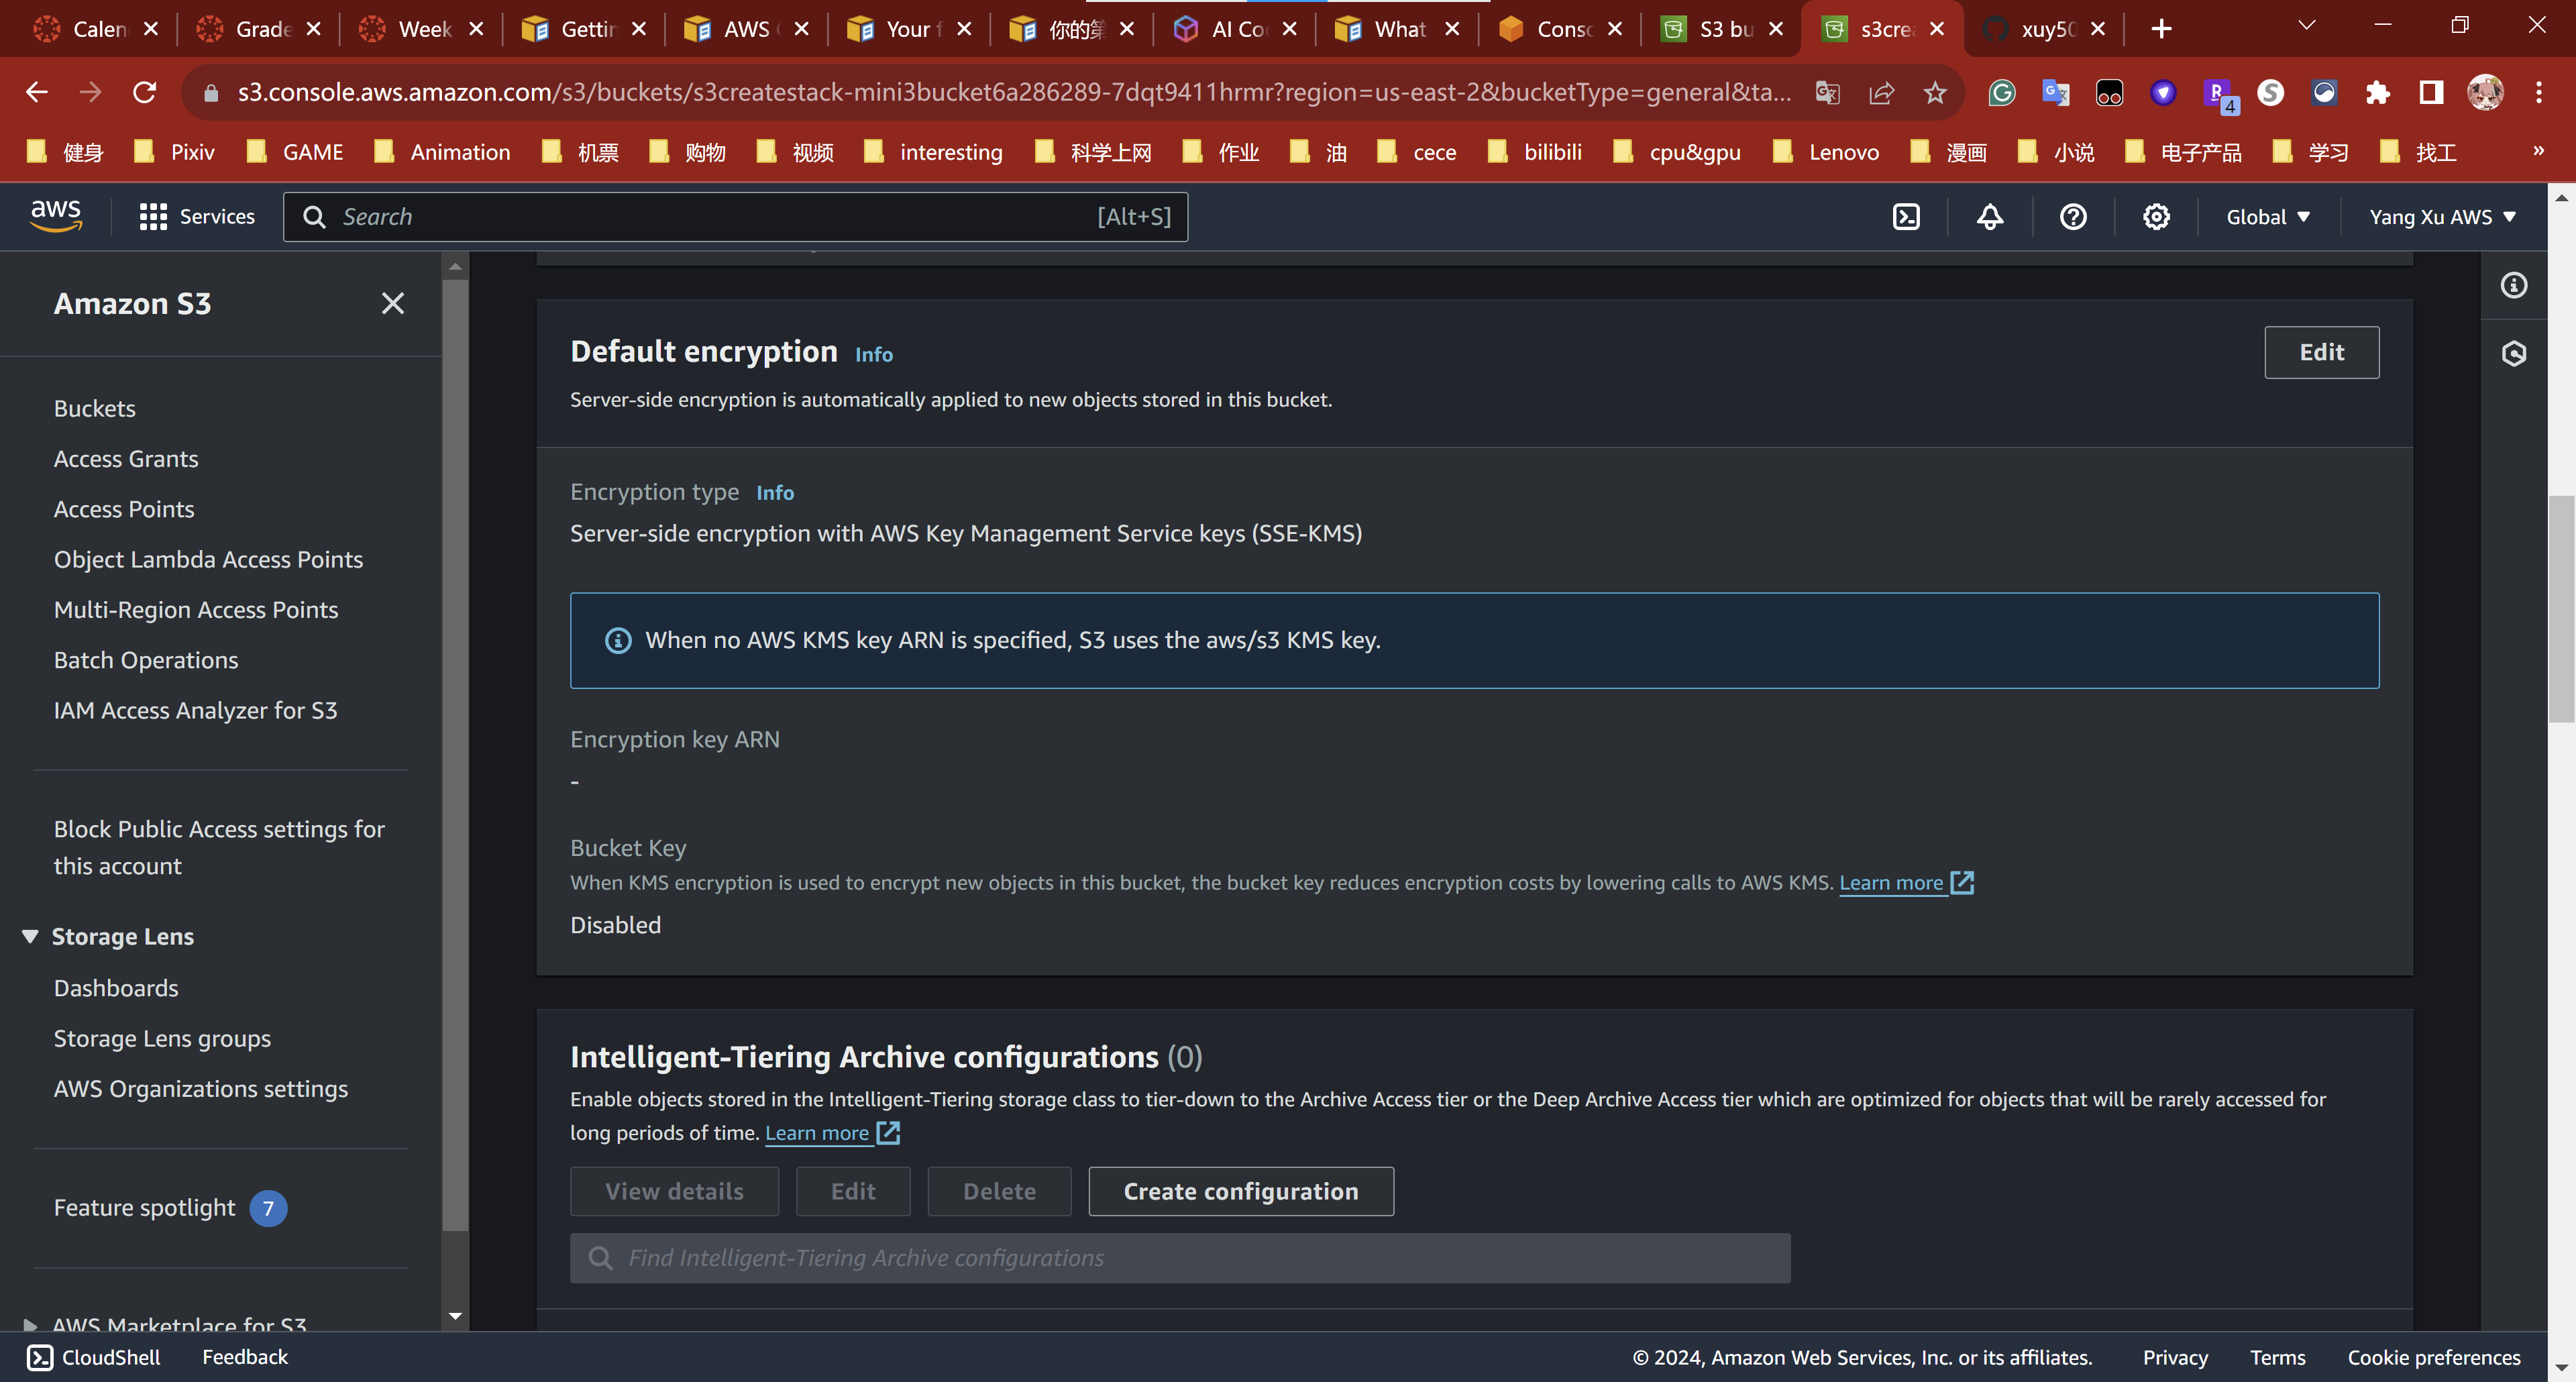 Calen
Grade
Week
Gettin
AWS
Your f
你的第
AI Co
What
Conso
S3 bu
s3crea
xuy50
s3.console.aws.amazon.com/s3/buckets/s3createstack-mini3bucket6a286289-7dqt9411hrmr?region=us-east-2&bucketType=general&ta...
4
健身 Pixiv GAME Animation 机票 购物 视频 interesting 科学上网 作业 油 cece bilibili cpu&gpu Lenovo 漫画 小说 电子产品 学习 找工 »
aws Services Search [Alt+S] Global Yang Xu AWS
Amazon S3
Buckets
Access Grants
Access Points
Object Lambda Access Points
Multi-Region Access Points
Batch Operations
IAM Access Analyzer for S3
Block Public Access settings for
this account
Storage Lens
Dashboards
Storage Lens groups
AWS Organizations settings
Feature spotlight 7
AWS Marketplace for S3
Default encryption Info
Edit
Server-side encryption is automatically applied to new objects stored in this bucket.
Encryption type Info
Server-side encryption with AWS Key Management Service keys (SSE-KMS)
When no AWS KMS key ARN is specified, S3 uses the aws/s3 KMS key.
Encryption key ARN
-
Bucket Key
When KMS encryption is used to encrypt new objects in this bucket, the bucket key reduces encryption costs by lowering calls to AWS KMS. Learn more
Disabled
Intelligent-Tiering Archive configurations (0)
Enable objects stored in the Intelligent-Tiering storage class to tier-down to the Archive Access tier or the Deep Archive Access tier which are optimized for objects that will be rarely accessed for
long periods of time. Learn more
View details Edit Delete Create configuration
Find Intelligent-Tiering Archive configurations
CloudShell Feedback © 2024, Amazon Web Services, Inc. or its affiliates. Privacy Terms Cookie preferences